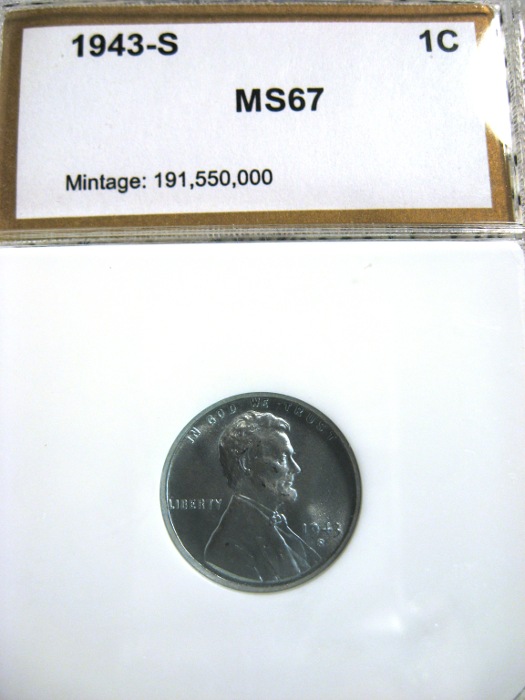 1943-S 1C
MS67
Mintage: 191,550,000
IN GOD WE TRUST
LIBERTY
1943
S